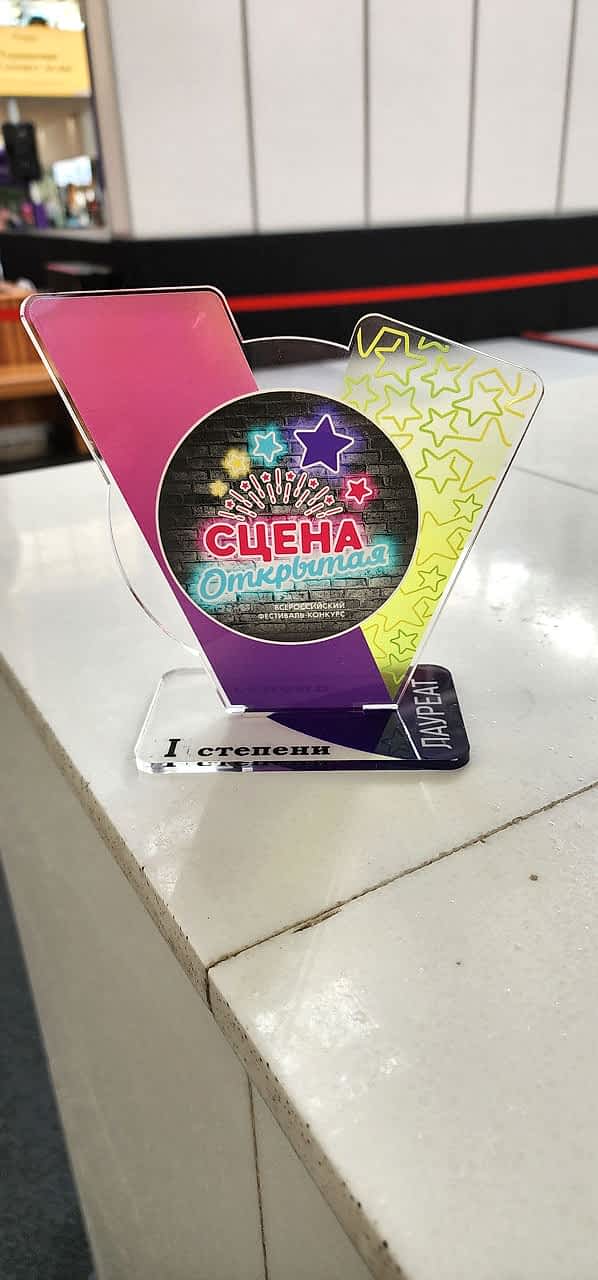 СЦЕНА
Открытая
ВСЕРОССИЙСКИЙ
ФЕСТИВАЛЬ-КОНКУРС
I степени
ЛАУРЕАТ